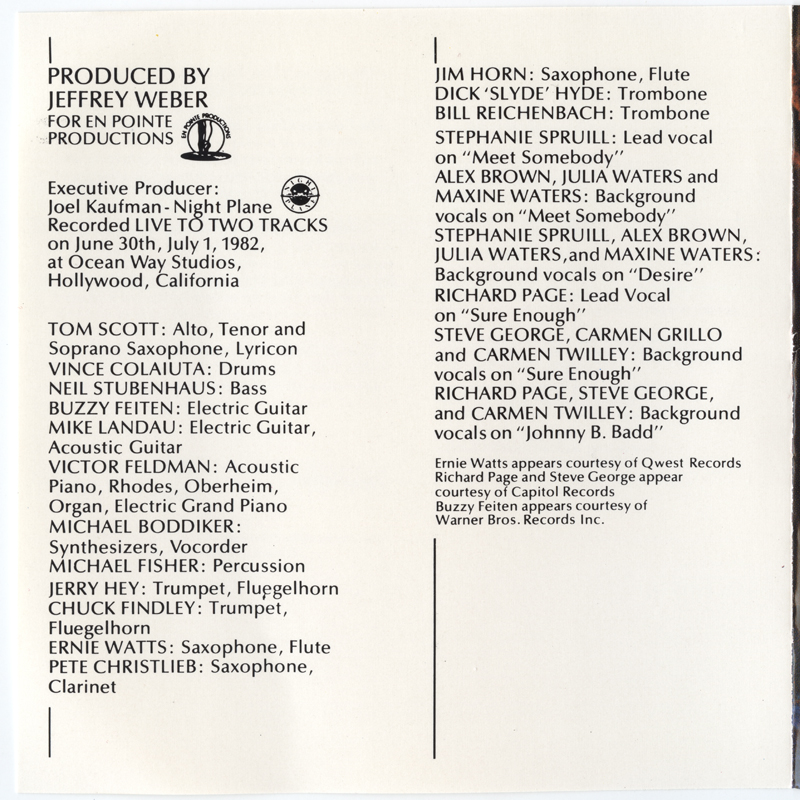 PRODUCED BY
JEFFREY WEBER
FOR EN POINTE
PRODUCTIONS
EN POINTE PRODUCTIONS
Executive Producer:
Joel Kaufman - Night Plane
NIGHT PLANE
Recorded LIVE TO TWO TRACKS
on June 30th, July 1, 1982,
at Ocean Way Studios,
Hollywood, California
TOM SCOTT: Alto, Tenor and
Soprano Saxophone, Lyricon
VINCE COLAIUTA: Drums
NEIL STUBENHAUS: Bass
BUZZY FEITEN: Electric Guitar
MIKE LANDAU: Electric Guitar,
Acoustic Guitar
VICTOR FELDMAN: Acoustic
Piano, Rhodes, Oberheim,
Organ, Electric Grand Piano
MICHAEL BODDIKER:
Synthesizers, Vocorder
MICHAEL FISHER: Percussion
JERRY HEY: Trumpet, Fluegelhorn
CHUCK FINDLEY: Trumpet,
Fluegelhorn
ERNIE WATTS: Saxophone, Flute
PETE CHRISTLIEB: Saxophone,
Clarinet
JIM HORN: Saxophone, Flute
DICK ‘SLYDE’ HYDE: Trombone
BILL REICHENBACH: Trombone
STEPHANIE SPRUILL: Lead vocal
on “Meet Somebody”
ALEX BROWN, JULIA WATERS and
MAXINE WATERS: Background
vocals on “Meet Somebody”
STEPHANIE SPRUILL, ALEX BROWN,
JULIA WATERS,and MAXINE WATERS:
Background vocals on “Desire”
RICHARD PAGE: Lead Vocal
on “Sure Enough”
STEVE GEORGE, CARMEN GRILLO
and CARMEN TWILLEY: Background
vocals on “Sure Enough”
RICHARD PAGE, STEVE GEORGE,
and CARMEN TWILLEY: Background
vocals on “Johnny B. Badd”
Ernie Watts appears courtesy of Qwest Records
Richard Page and Steve George appear
courtesy of Capitol Records
Buzzy Feiten appears courtesy of
Warner Bros. Records Inc.